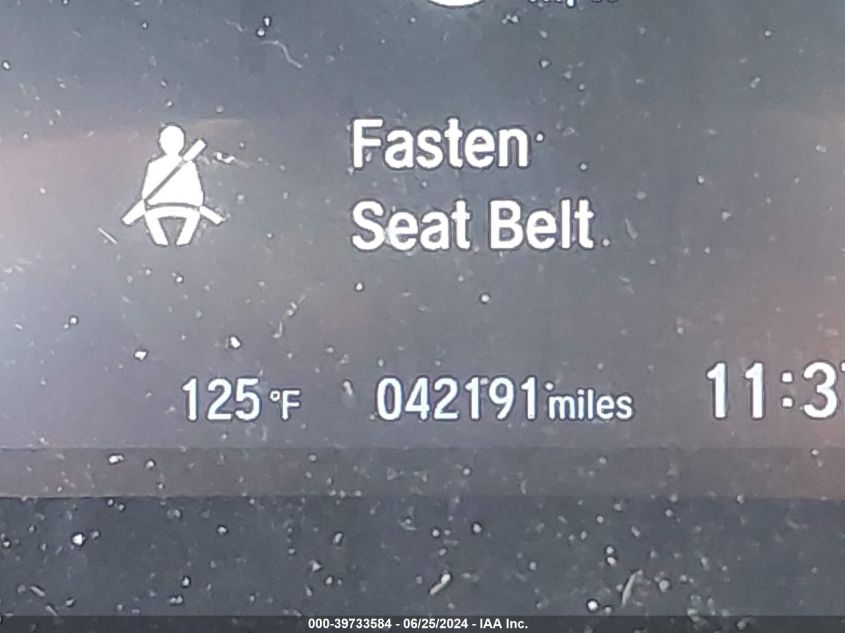 Fasten
Seat Belt
125 °F 042191 miles 11:3
000-39733584 - 06/25/2024 - IAA Inc.